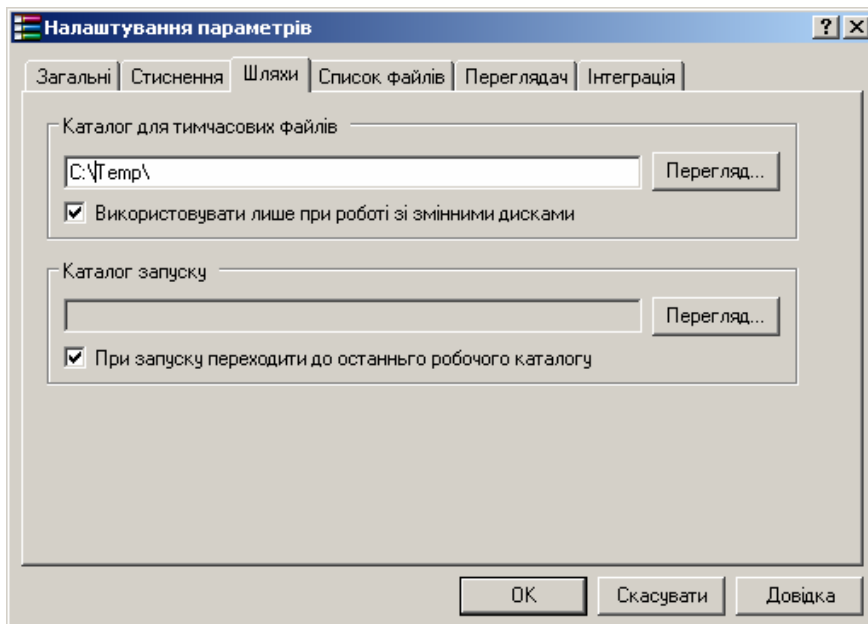 Налаштування параметрів
Загальні Стиснення Шляхи Список файлів Переглядач Інтеграція
Каталог для тимчасових файлів
C:\Temp\ Перегляд...
Використовувати лише при роботі зі змінними дисками
Каталог запуску
Перегляд...
При запуску переходити до останнього робочого каталогу
OK Скасувати Довідка